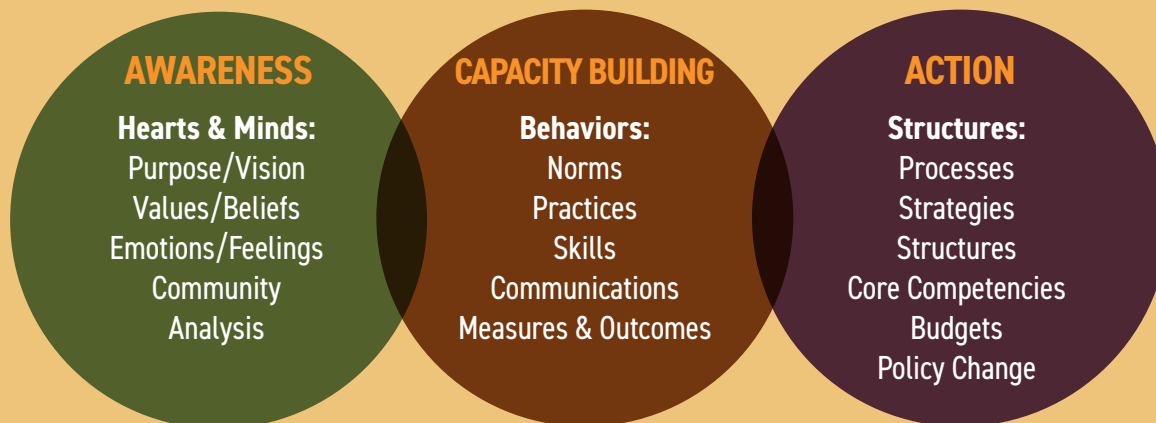 AWARENESS
Hearts & Minds:
Purpose/Vision
Values/Beliefs
Emotions/Feelings
Community
Analysis
CAPACITY BUILDING
Behaviors:
Norms
Practices
Skills
Communications
Measures & Outcomes
ACTION
Structures:
Processes
Strategies
Structures
Core Competencies
Budgets
Policy Change